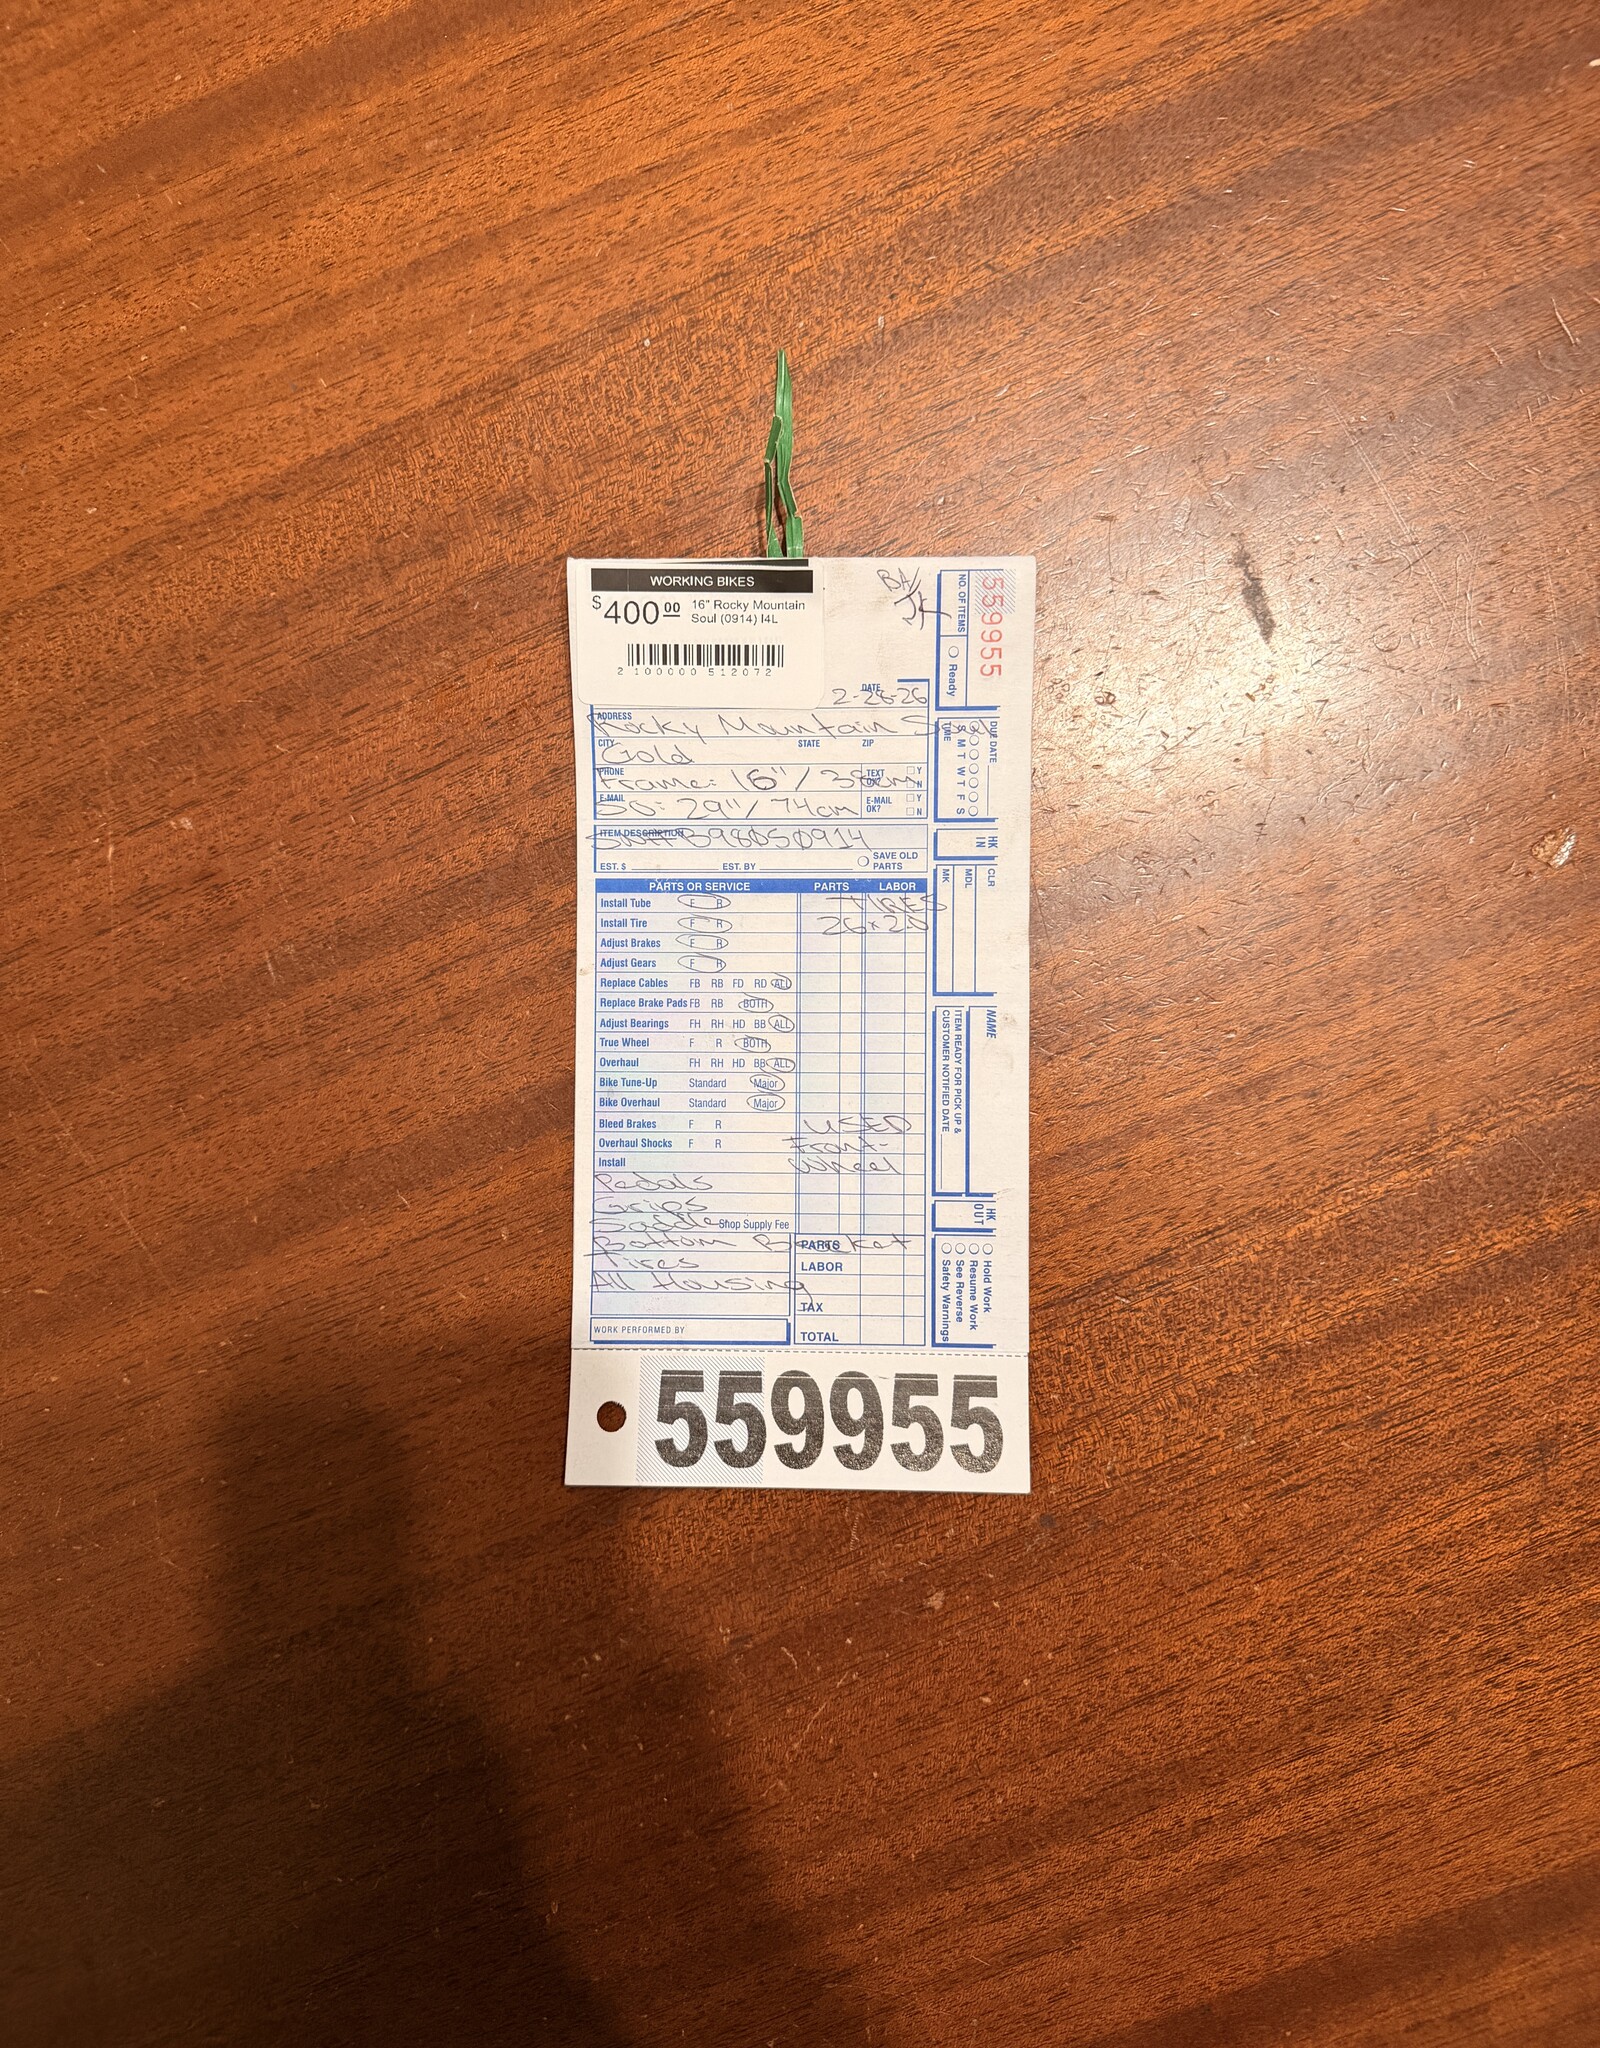 WORKING BIKES
$400.00 16" Rocky Mountain
Soul (0914) I4L
2 100000 512072
BA/
JK
DATE
2-28-26
ADDRESS
Rocky Mountain Soul
CITY STATE ZIP
Gold
PHONE TEXT OK? Y N
Frame: 16" / 38cm
E-MAIL E-MAIL OK? Y N
SO: 29" / 74cm
ITEM DESCRIPTION
EST. $ EST. BY SAVE OLD PARTS
PARTS OR SERVICE PARTS LABOR
Install Tube F R TIRES
Install Tire F R 26 x 2.0
Adjust Brakes F R
Adjust Gears F R
Replace Cables FB RB FD RD ALL
Replace Brake Pads FB RB BOTH
Adjust Bearings FH RH HD BB ALL
True Wheel F R BOTH
Overhaul FH RH HD BB ALL
Bike Tune-Up Standard Major
Bike Overhaul Standard Major
Bleed Brakes F R USED
Overhaul Shocks F R Front-
Install Wheel
Pedals
Grips
Saddle Shop Supply Fee
Bottom Bracket PARTS
Tires LABOR
All Housing
TAX
WORK PERFORMED BY TOTAL
559955
NO. OF ITEMS
Ready
DUE DATE
S M T W T F S
TIME
HK IN
CLR
MDL
MK
NAME
ITEM READY FOR PICK UP &
CUSTOMER NOTIFIED DATE
HK OUT
Hold Work
Resume Work
See Reverse
Safety Warnings
559955